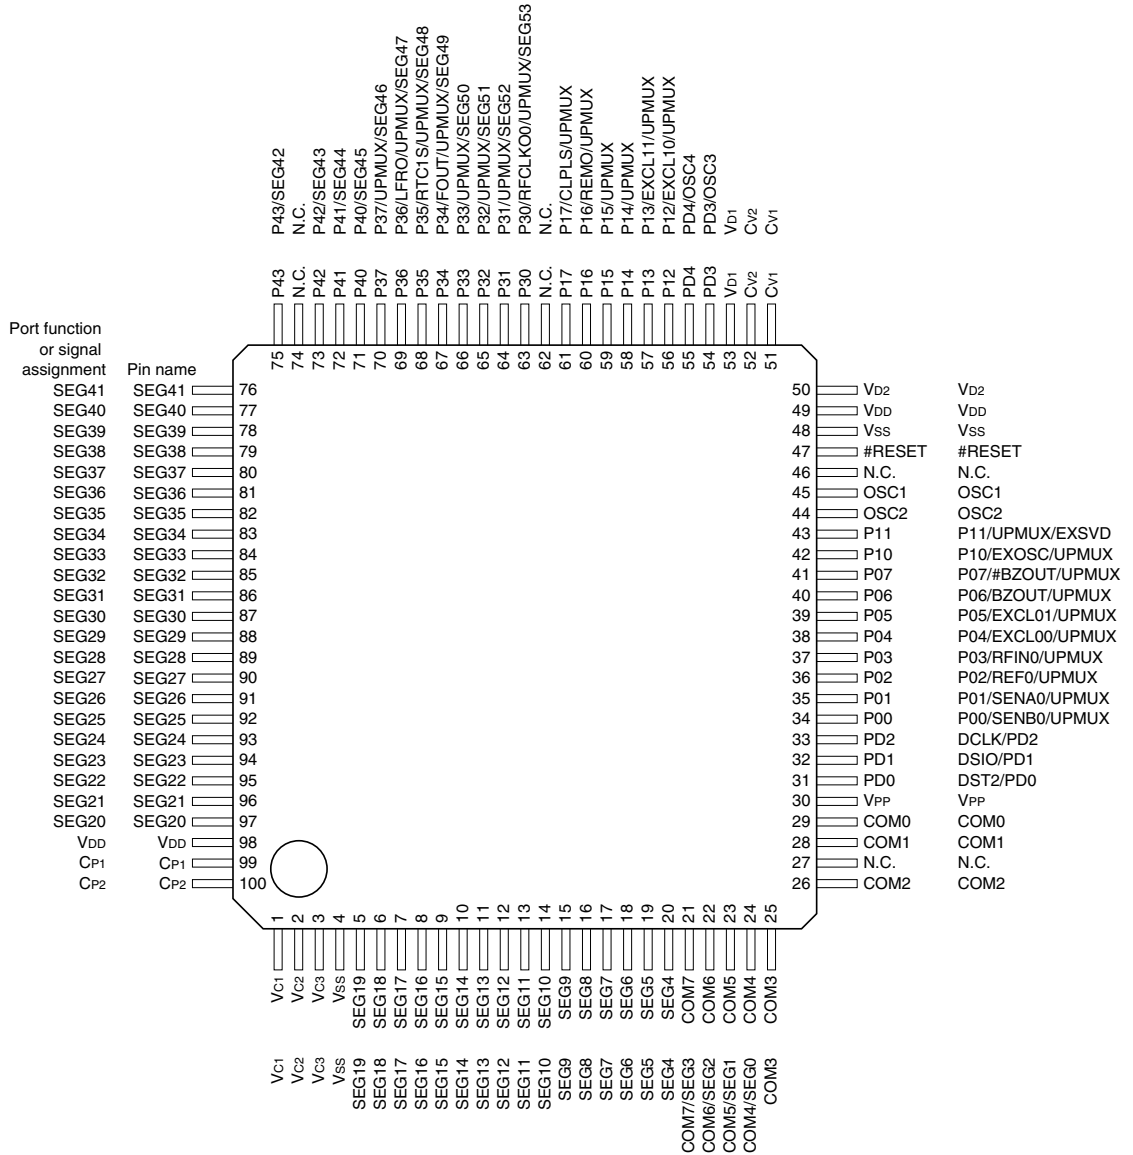 P43/SEG42
N.C.
P42/SEG43
P41/SEG44
P40/SEG45
P37/UPMUX/SEG46
P36/LFRO/UPMUX/SEG47
P35/RTC1S/UPMUX/SEG48
P34/FOUT/UPMUX/SEG49
P33/UPMUX/SEG50
P32/UPMUX/SEG51
P31/UPMUX/SEG52
P30/RFCLKO0/UPMUX/SEG53
N.C.
P17/CLPLS/UPMUX
P16/REMO/UPMUX
P15/UPMUX
P14/UPMUX
P13/EXCL11/UPMUX
P12/EXCL10/UPMUX
PD4/OSC4
PD3/OSC3
VD1
CV2
CV1
P43
N.C.
P42
P41
P40
P37
P36
P35
P34
P33
P32
P31
P30
N.C.
P17
P16
P15
P14
P13
P12
PD4
PD3
VD1
CV2
CV1
75
74
73
72
71
70
69
68
67
66
65
64
63
62
61
60
59
58
57
56
55
54
53
52
51
Port function
or signal
assignment
Pin name
SEG41 SEG41 76
SEG40 SEG40 77
SEG39 SEG39 78
SEG38 SEG38 79
SEG37 SEG37 80
SEG36 SEG36 81
SEG35 SEG35 82
SEG34 SEG34 83
SEG33 SEG33 84
SEG32 SEG32 85
SEG31 SEG31 86
SEG30 SEG30 87
SEG29 SEG29 88
SEG28 SEG28 89
SEG27 SEG27 90
SEG26 SEG26 91
SEG25 SEG25 92
SEG24 SEG24 93
SEG23 SEG23 94
SEG22 SEG22 95
SEG21 SEG21 96
SEG20 SEG20 97
VDD VDD 98
CP1 CP1 99
CP2 CP2 100
50 VD2 VD2
49 VDD VDD
48 VSS VSS
47 #RESET #RESET
46 N.C. N.C.
45 OSC1 OSC1
44 OSC2 OSC2
43 P11 P11/UPMUX/EXSVD
42 P10 P10/EXOSC/UPMUX
41 P07 P07/#BZOUT/UPMUX
40 P06 P06/BZOUT/UPMUX
39 P05 P05/EXCL01/UPMUX
38 P04 P04/EXCL00/UPMUX
37 P03 P03/RFIN0/UPMUX
36 P02 P02/REF0/UPMUX
35 P01 P01/SENA0/UPMUX
34 P00 P00/SENB0/UPMUX
33 PD2 DCLK/PD2
32 PD1 DSIO/PD1
31 PD0 DST2/PD0
30 VPP VPP
29 COM0 COM0
28 COM1 COM1
27 N.C. N.C.
26 COM2 COM2
1
2
3
4
5
6
7
8
9
10
11
12
13
14
15
16
17
18
19
20
21
22
23
24
25
VC1
VC2
VC3
VSS
SEG19
SEG18
SEG17
SEG16
SEG15
SEG14
SEG13
SEG12
SEG11
SEG10
SEG9
SEG8
SEG7
SEG6
SEG5
SEG4
COM7
COM6
COM5
COM4
COM3
VC1
VC2
VC3
VSS
SEG19
SEG18
SEG17
SEG16
SEG15
SEG14
SEG13
SEG12
SEG11
SEG10
SEG9
SEG8
SEG7
SEG6
SEG5
SEG4
COM7/SEG3
COM6/SEG2
COM5/SEG1
COM4/SEG0
COM3